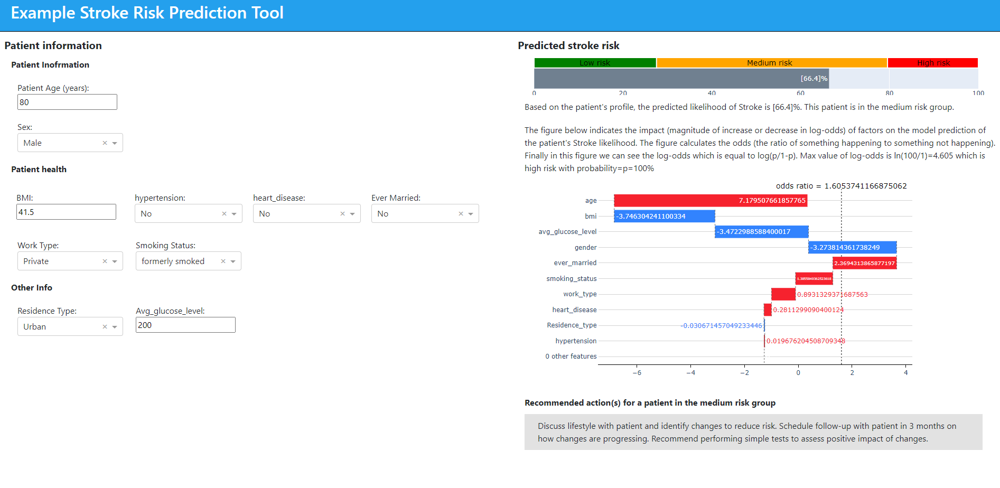 Example Stroke Risk Prediction Tool
Patient information
Patient Inofrmation
Patient Age (years):
80
Sex:
Male
Patient health
BMI:
41.5
hypertension:
No
heart_disease:
No
Ever Married:
No
Work Type:
Private
Smoking Status:
formerly smoked
Other Info
Residence Type:
Urban
Avg_glucose_level:
200
Predicted stroke risk
Low risk
Medium risk
High risk
[66.4]%
0 20 40 60 80 100
Based on the patient's profile, the predicted likelihood of Stroke is [66.4]%. This patient is in the medium risk group.
The figure below indicates the impact (magnitude of increase or decrease in log-odds) of factors on the model prediction of
the patient's Stroke likelihood. The figure calculates the odds (the ratio of something happening to something not happening).
Finally in this figure we can see the log-odds which is equal to log(p/1-p). Max value of log-odds is ln(100/1)=4.605 which is
high risk with probability=p=100%
odds ratio = 1.6053741166875062
age 7.179507661857765
bmi -3.746304241100334
avg_glucose_level -3.4722988588400017
gender -3.273814361738249
ever_married 2.3694313865877197
smoking_status 1.3855849362523618
work_type 0.8931329371687563
heart_disease 0.2811299090400124
Residence_type -0.030671457049233446
hypertension 0.019676204508709348
0 other features
−6 −4 −2 0 2 4
Recommended action(s) for a patient in the medium risk group
Discuss lifestyle with patient and identify changes to reduce risk. Schedule follow-up with patient in 3 months on
how changes are progressing. Recommend performing simple tests to assess positive impact of changes.